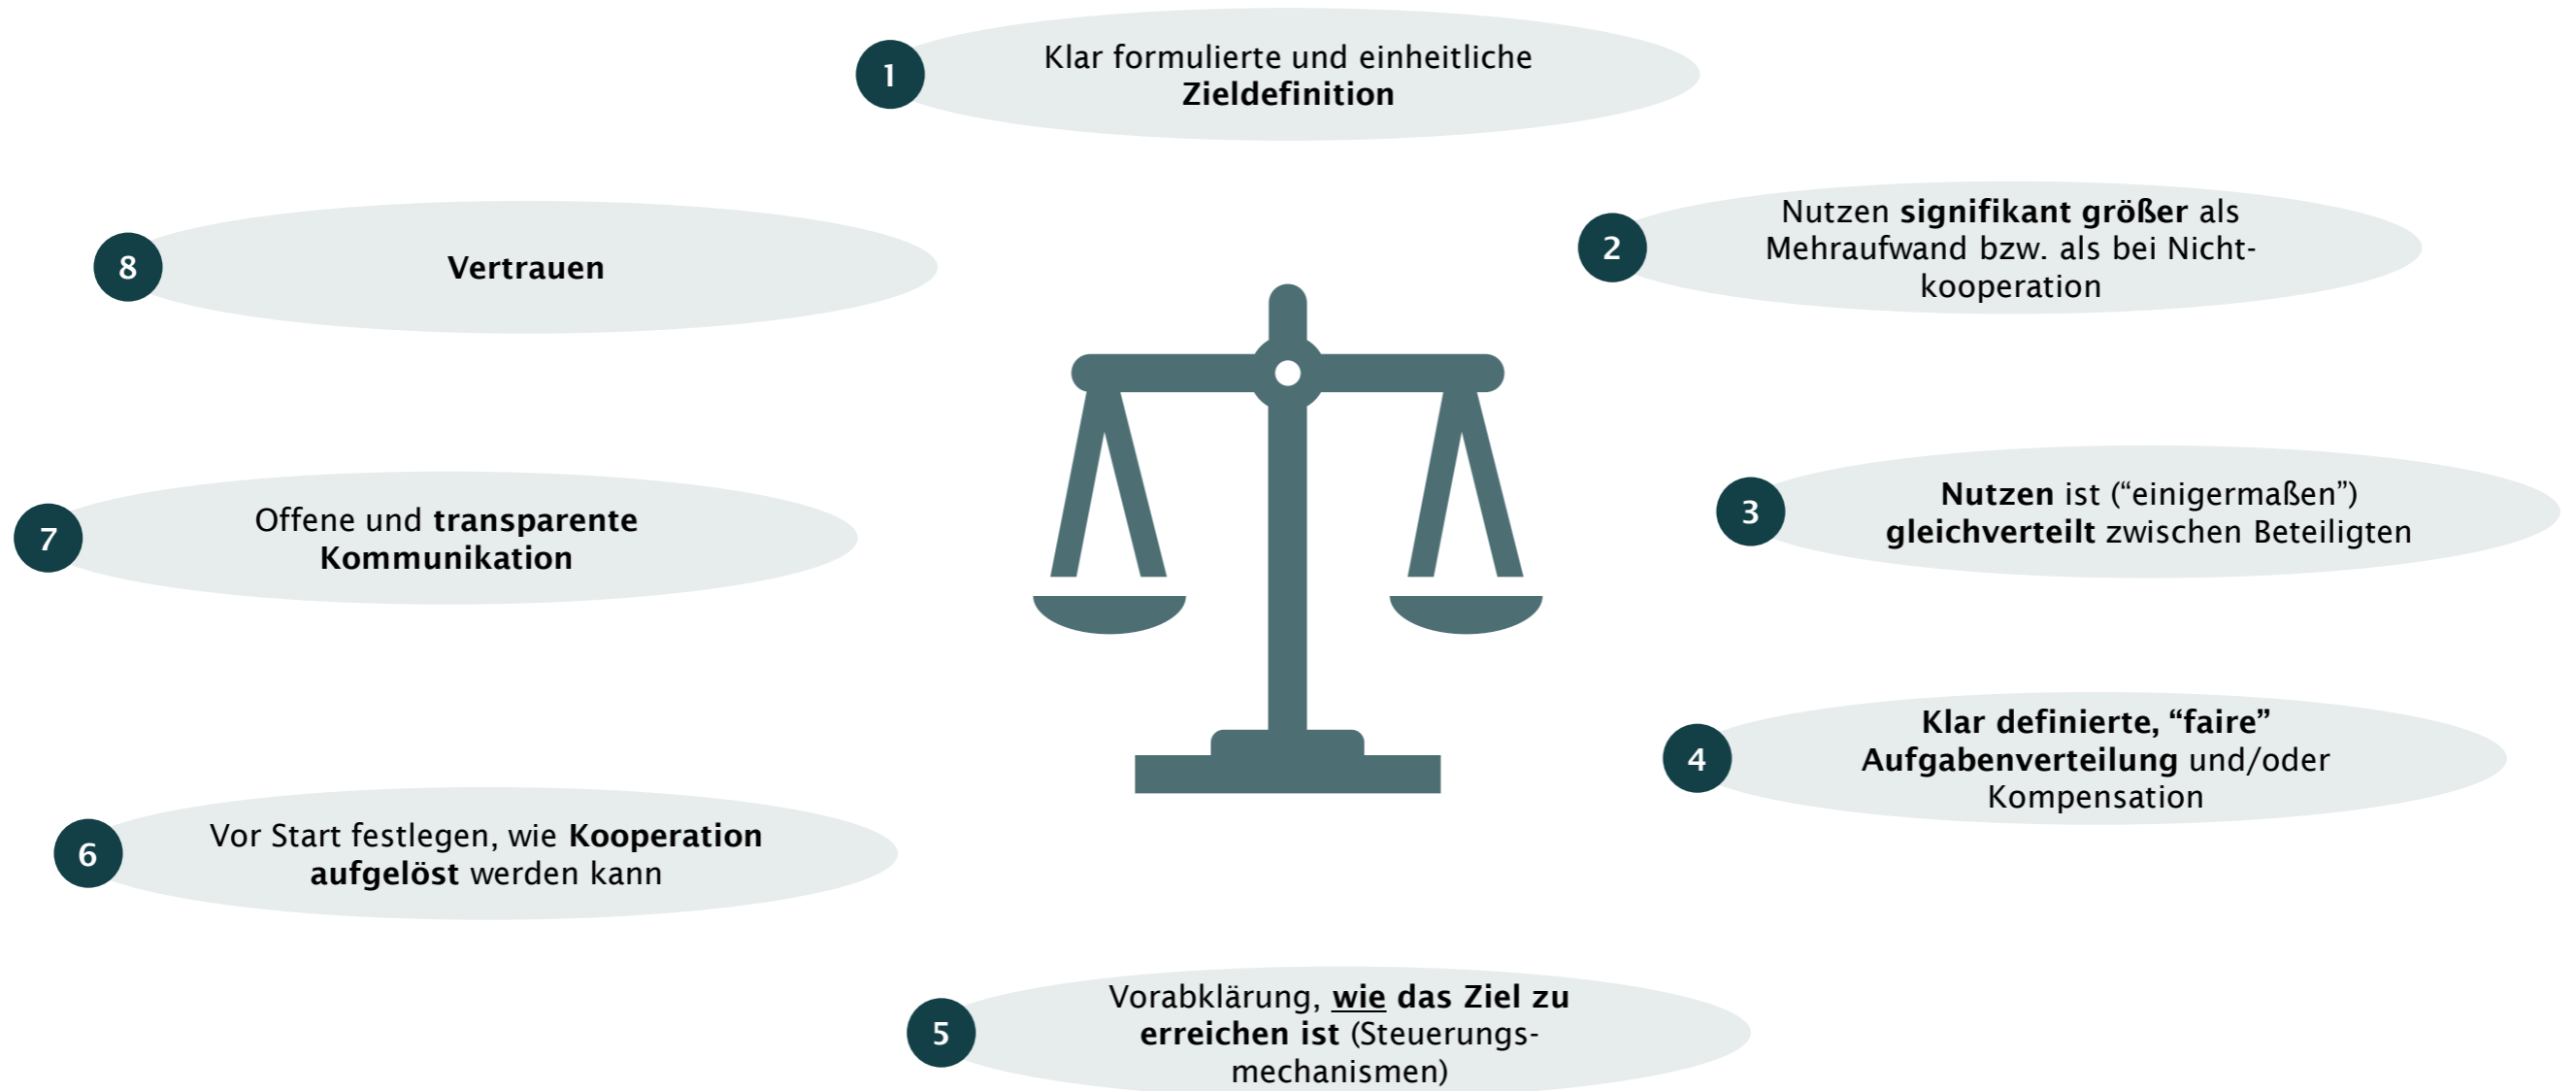 1
Klar formulierte und einheitliche
Zieldefinition
2
Nutzen signifikant größer als
Mehraufwand bzw. als bei Nicht-
kooperation
3
Nutzen ist (“einigermaßen”)
gleichverteilt zwischen Beteiligten
4
Klar definierte, “faire”
Aufgabenverteilung und/oder
Kompensation
5
Vorabklärung, wie das Ziel zu
erreichen ist (Steuerungs-
mechanismen)
6
Vor Start festlegen, wie Kooperation
aufgelöst werden kann
7
Offene und transparente
Kommunikation
8
Vertrauen